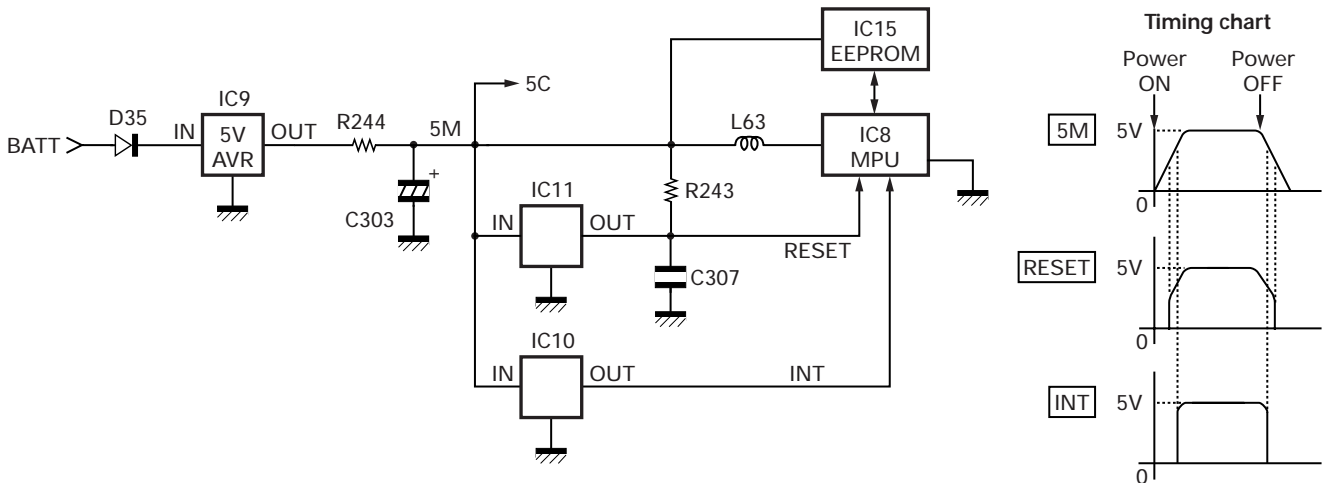 BATT
D35
IC9
IN
5V
AVR
OUT
R244
5M
5C
+
C303
IC15
EEPROM
L63
IC8
MPU
R243
IC11
IN
OUT
RESET
C307
IC10
IN
OUT
INT
Timing chart
Power
ON
Power
OFF
5M
5V
0
RESET
5V
0
INT
5V
0